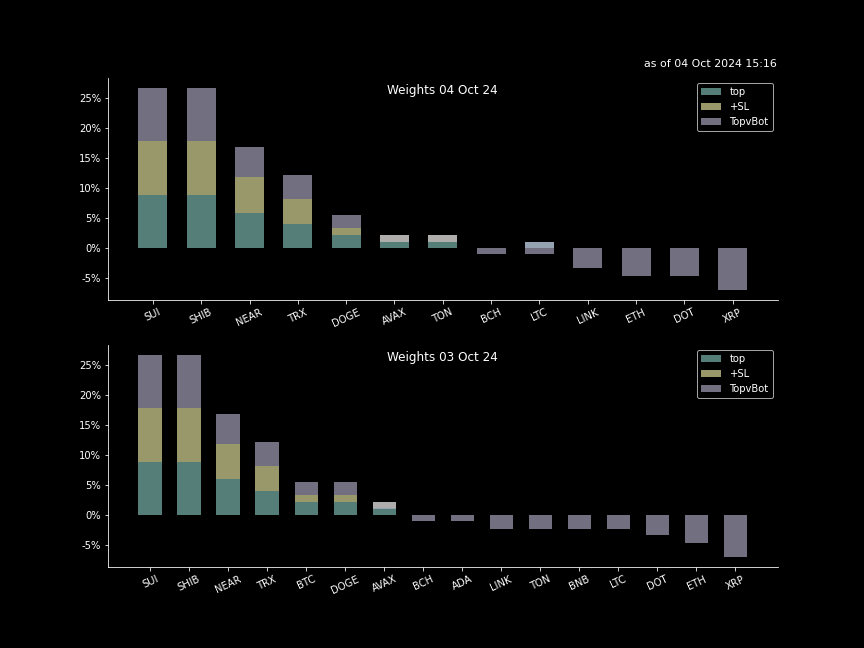 as of 04 Oct 2024 15:16
Weights 04 Oct 24
top
+SL
TopvBot
25%
20%
15%
10%
5%
0%
-5%
SUI SHIB NEAR TRX DOGE AVAX TON BCH LTC LINK ETH DOT XRP
Weights 03 Oct 24
top
+SL
TopvBot
25%
20%
15%
10%
5%
0%
-5%
SUI SHIB NEAR TRX BTC DOGE AVAX BCH ADA LINK TON BNB LTC DOT ETH XRP